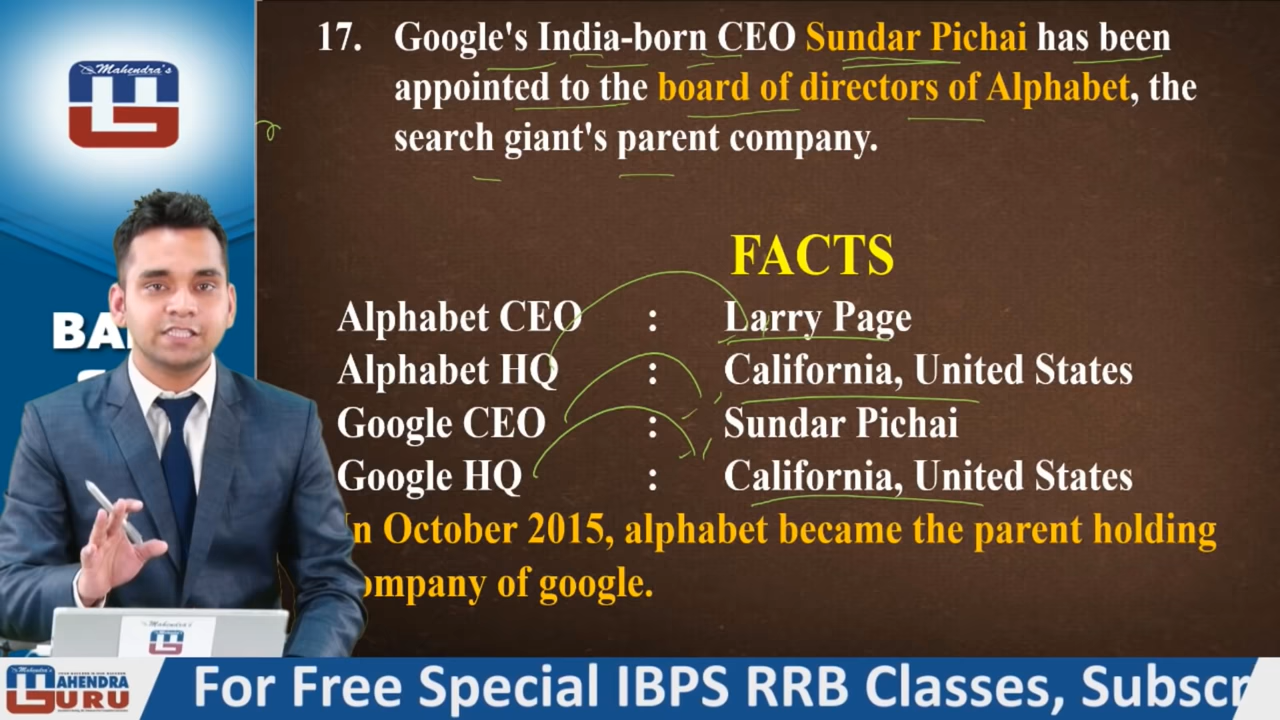 17. Google's India-born CEO Sundar Pichai has been
appointed to the board of directors of Alphabet, the
search giant's parent company.
Mahendra's
FACTS
Alphabet CEO : Larry Page
Alphabet HQ : California, United States
Google CEO : Sundar Pichai
Google HQ : California, United States
In October 2015, alphabet became the parent holding
ompany of google.
BA
Mahendra's
Mahendra's
MAHENDRA
GURU
For Free Special IBPS RRB Classes, Subscr